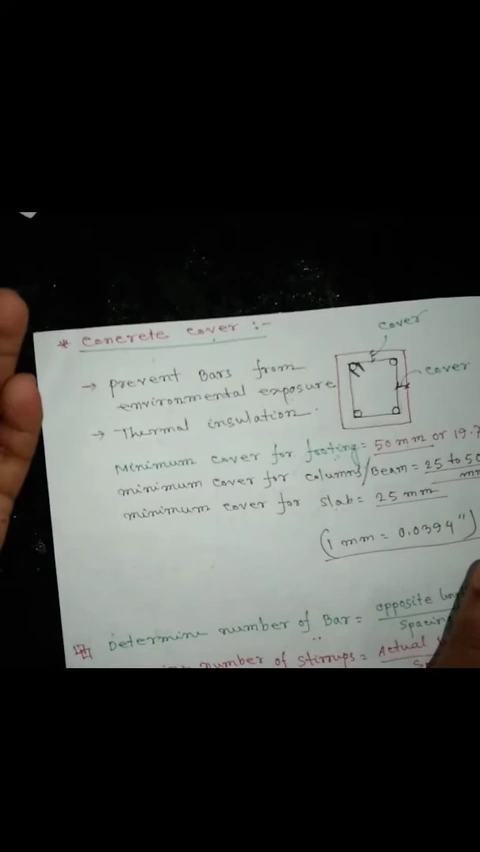 * Concrete cover :-
cover
cover
→ prevent Bars from
environmental exposure
→ Thermal insulation.
Minimum cover for footing = 50 mm or 19.7
minimum cover for columns/Beam = 25 to 50
mm
minimum cover for slab = 25 mm
(1 mm = 0.0394")
Determine number of Bar = opposite
Spacing
number of stirrups = Actual